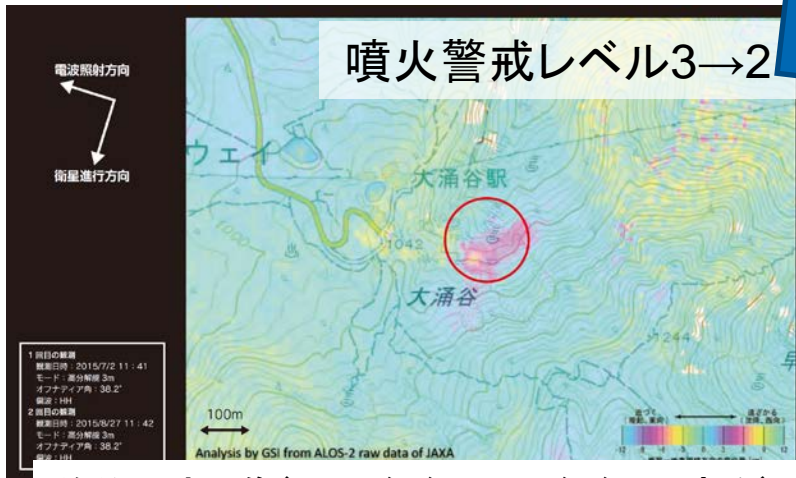 噴火警戒レベル3→2
電波照射方向
衛星進行方向
ウェイ
大涌谷駅
1042
大涌谷
1000
1244
早
1回目の観測
観測日時：2015/7/2 11：41
モード：高分解能 3m
オフナディア角：38.2°
偏波：HH
2回目の観測
観測日時：2015/8/27 11：42
モード：高分解能 3m
オフナディア角：38.2°
偏波：HH
100m
Analysis by GSI from ALOS-2 raw data of JAXA
近づく
遠ざかる